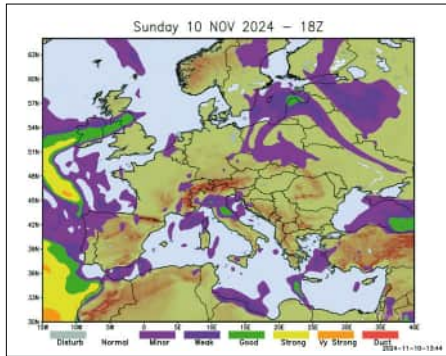 Sunday 10 NOV 2024 – 18Z
63N
60N
57N
54N
51N
48N
45N
42N
39N
36N
33N
30N
10W 5W 0 5E 10E 15E 20E 25E 30E 35E 40E
Disturb Normal Minor Weak Good Strong Vy Strong Duct
2024-11-10-13:44